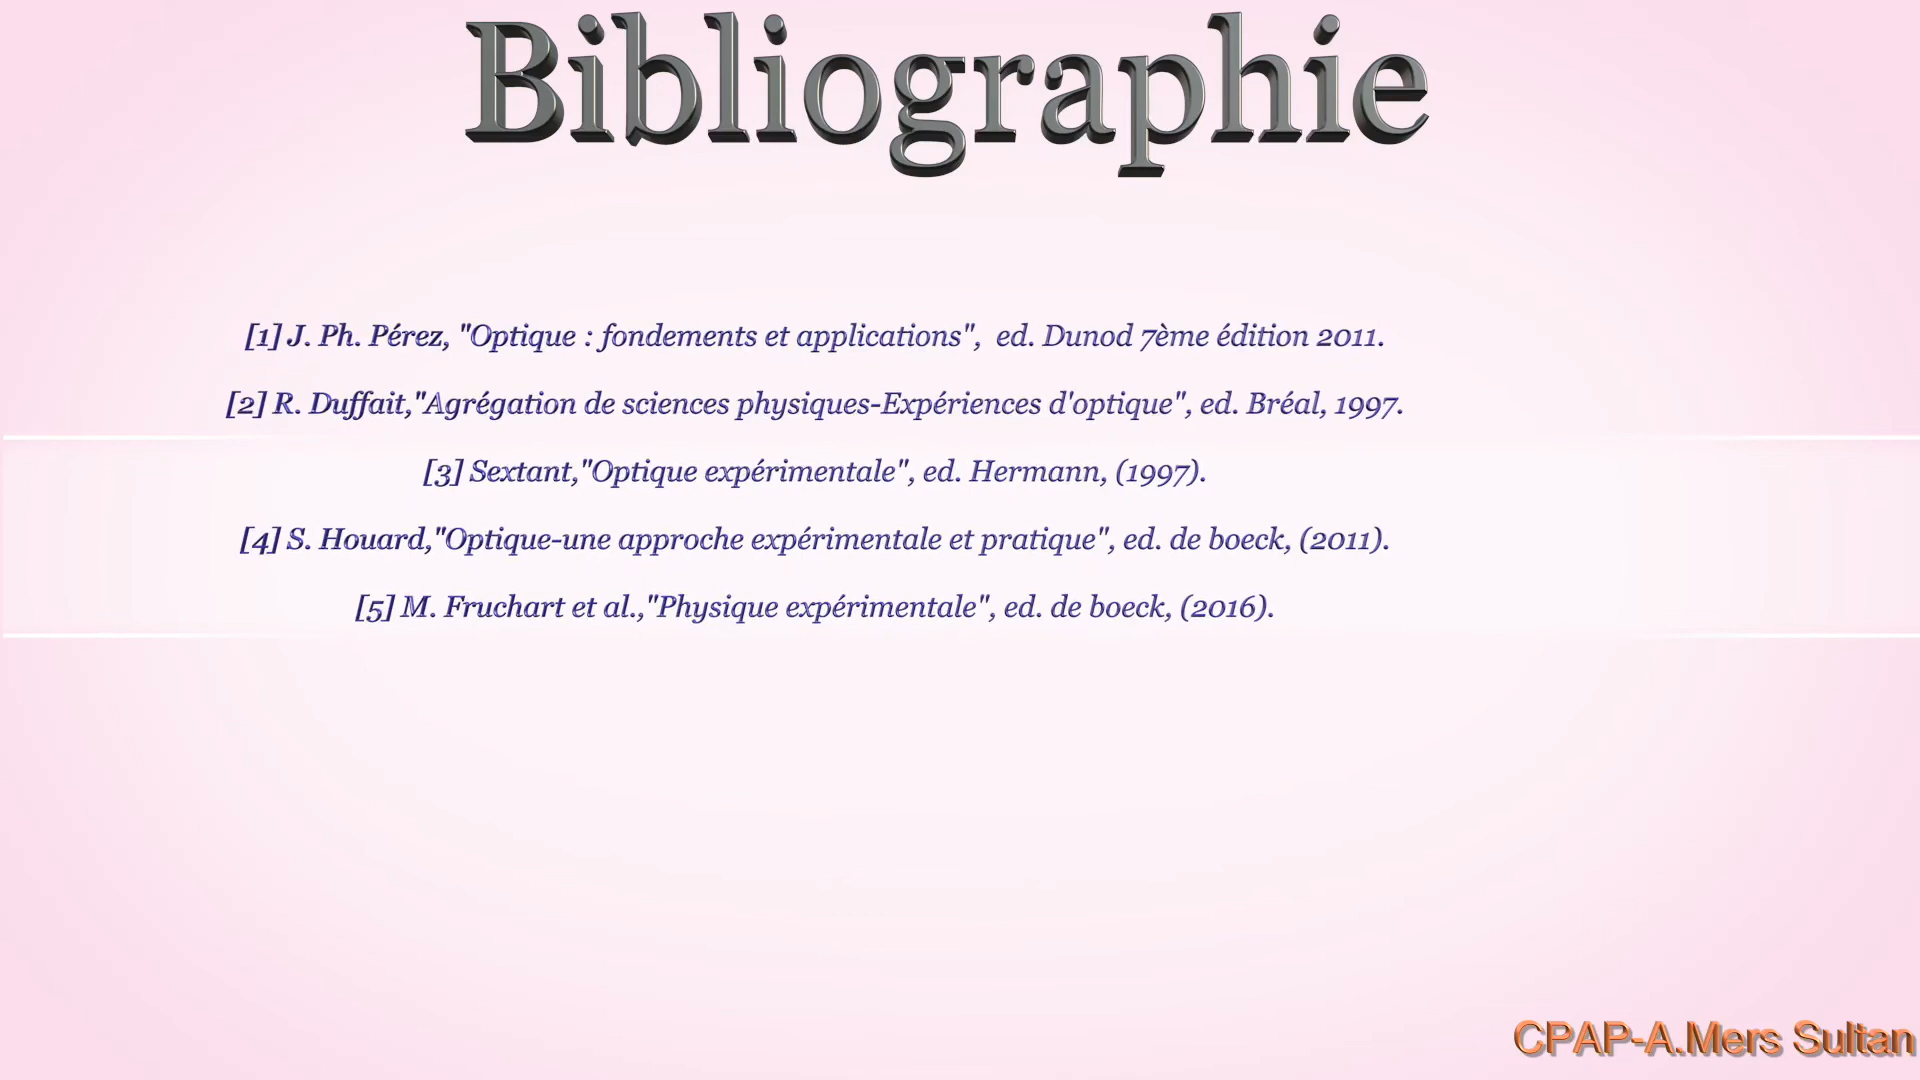 Bibliographie
[1] J. Ph. Pérez, "Optique : fondements et applications",  ed. Dunod 7ème édition 2011.
[2] R. Duffait,"Agrégation de sciences physiques-Expériences d'optique", ed. Bréal, 1997.
[3] Sextant,"Optique expérimentale", ed. Hermann, (1997).
[4] S. Houard,"Optique-une approche expérimentale et pratique", ed. de boeck, (2011).
[5] M. Fruchart et al.,"Physique expérimentale", ed. de boeck, (2016).
CPAP-A.Mers Sultan